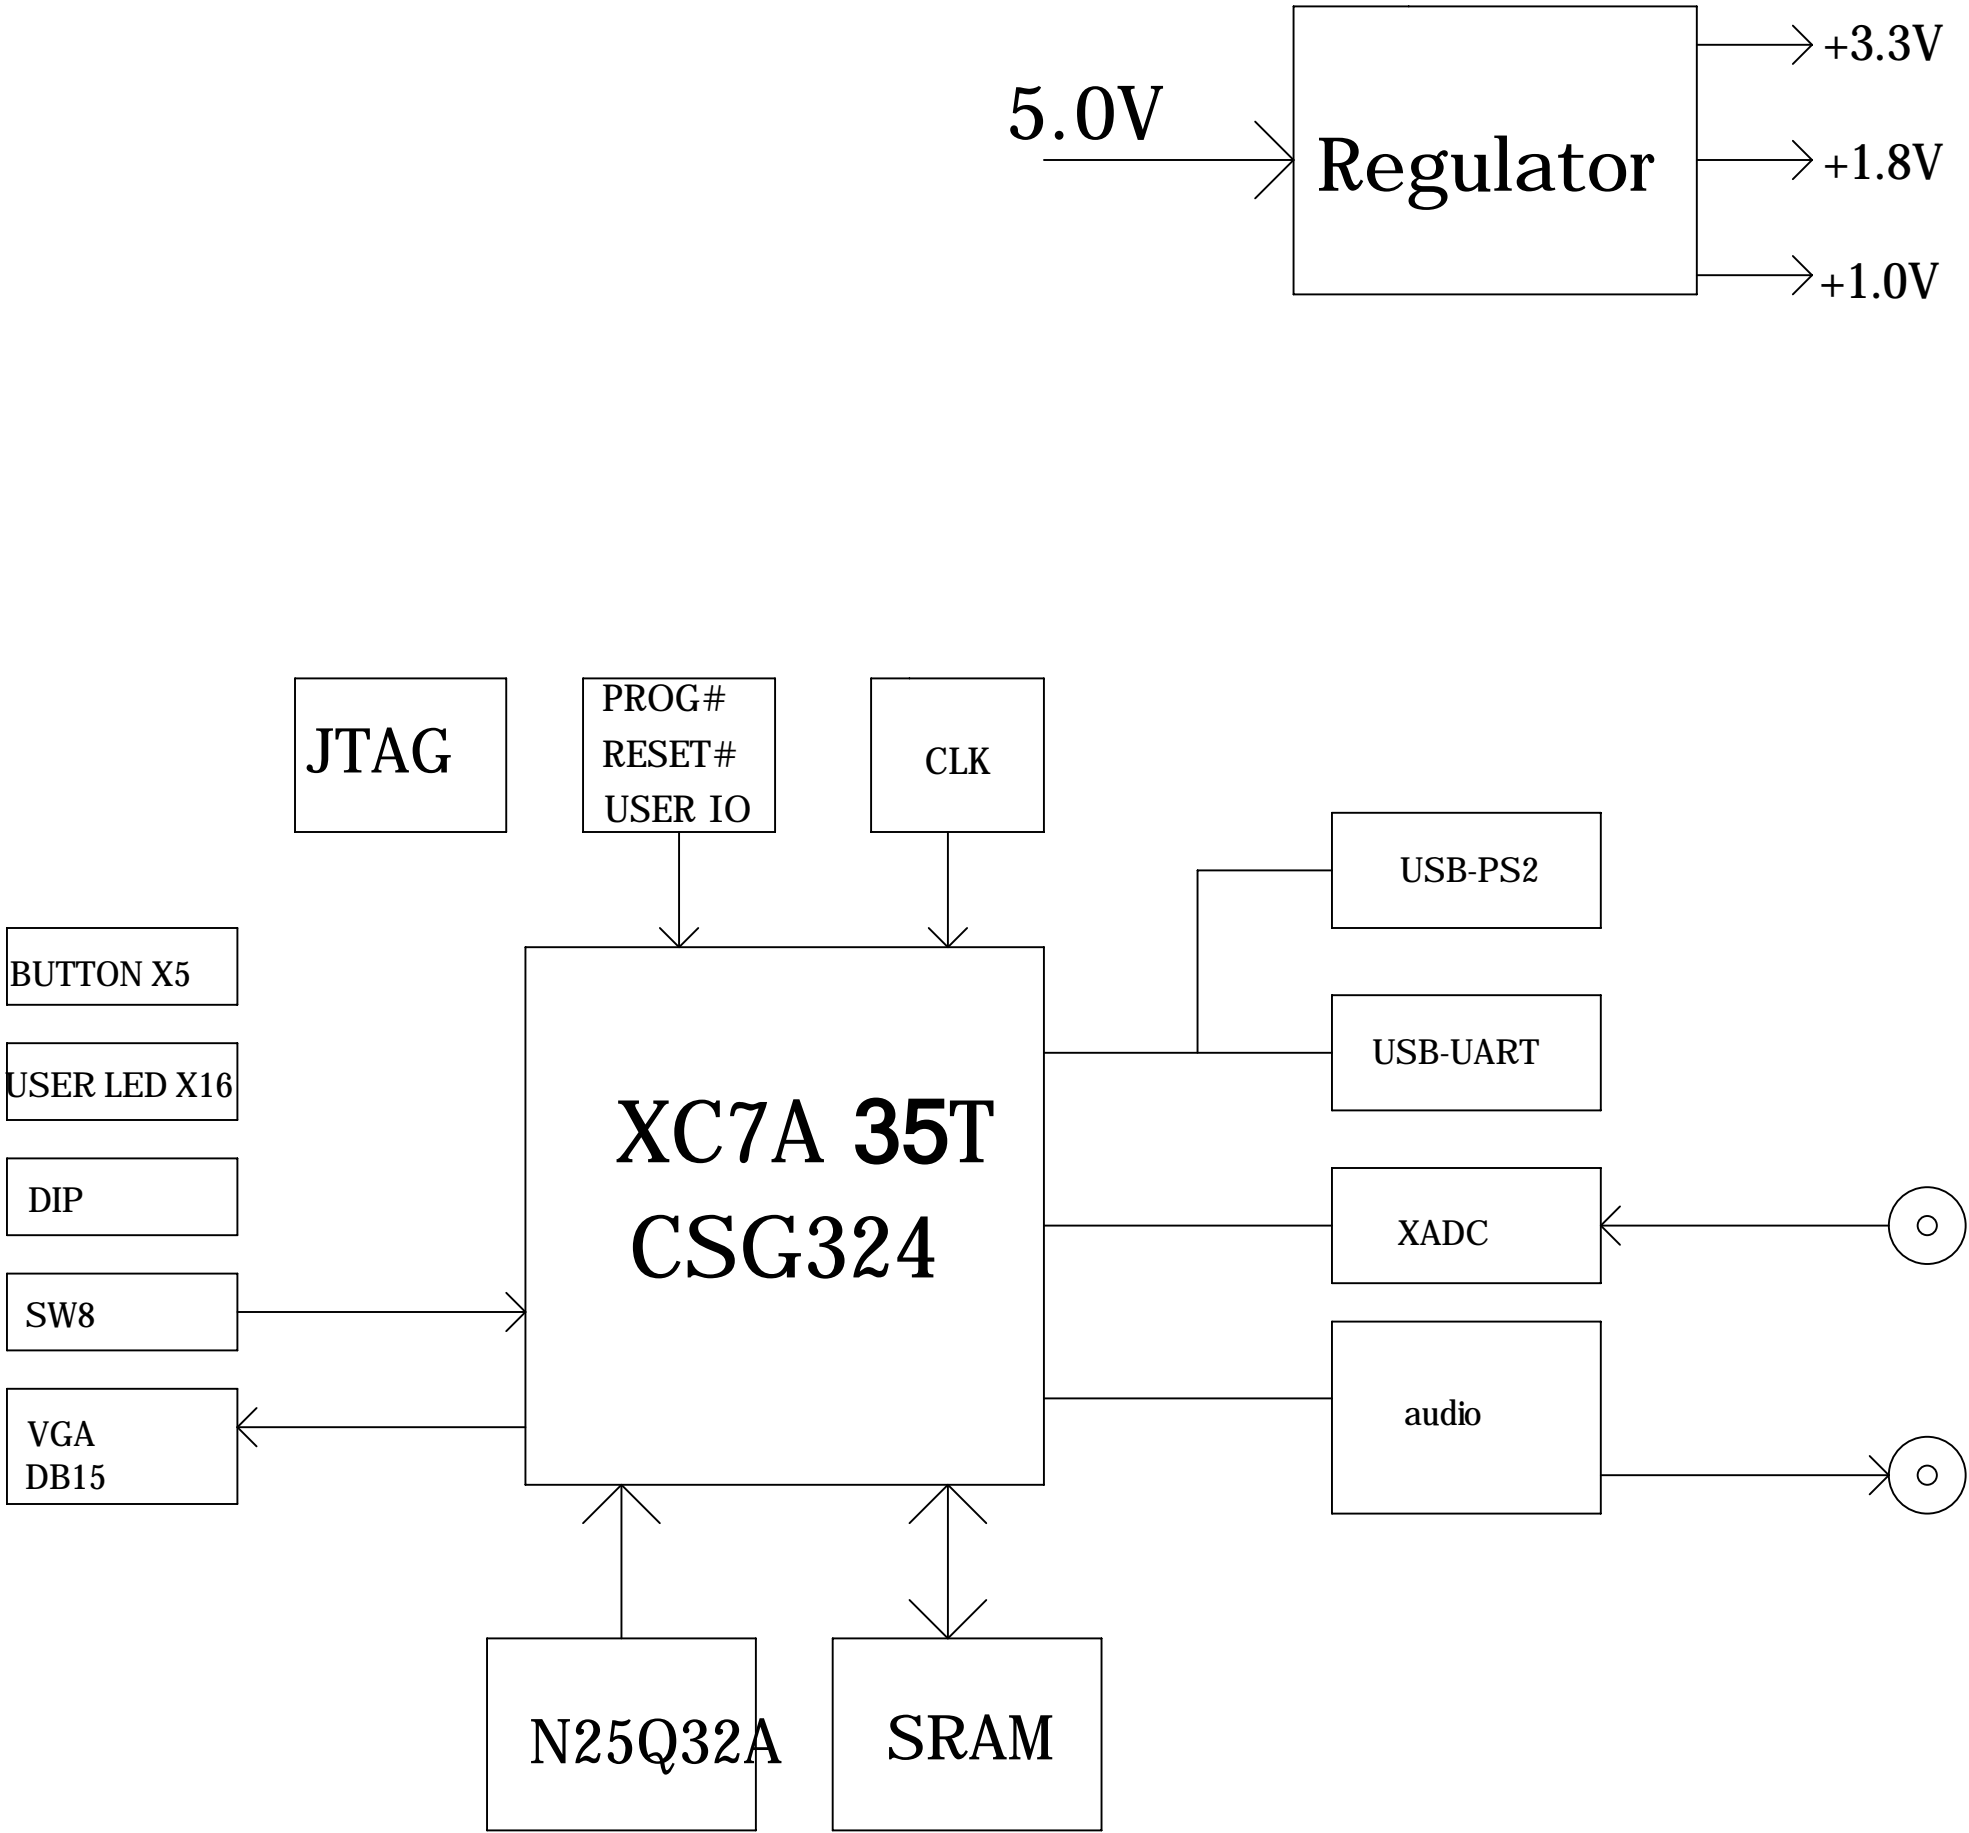 +3.3V
5.0V
Regulator
+1.8V
+1.0V
JTAG
PROG#
RESET#
USER IO
CLK
USB-PS2
BUTTON X5
USER LED X16
USB-UART
XC7A 35T
CSG324
DIP
XADC
SW8
audio
VGA
DB15
N25Q32A
SRAM